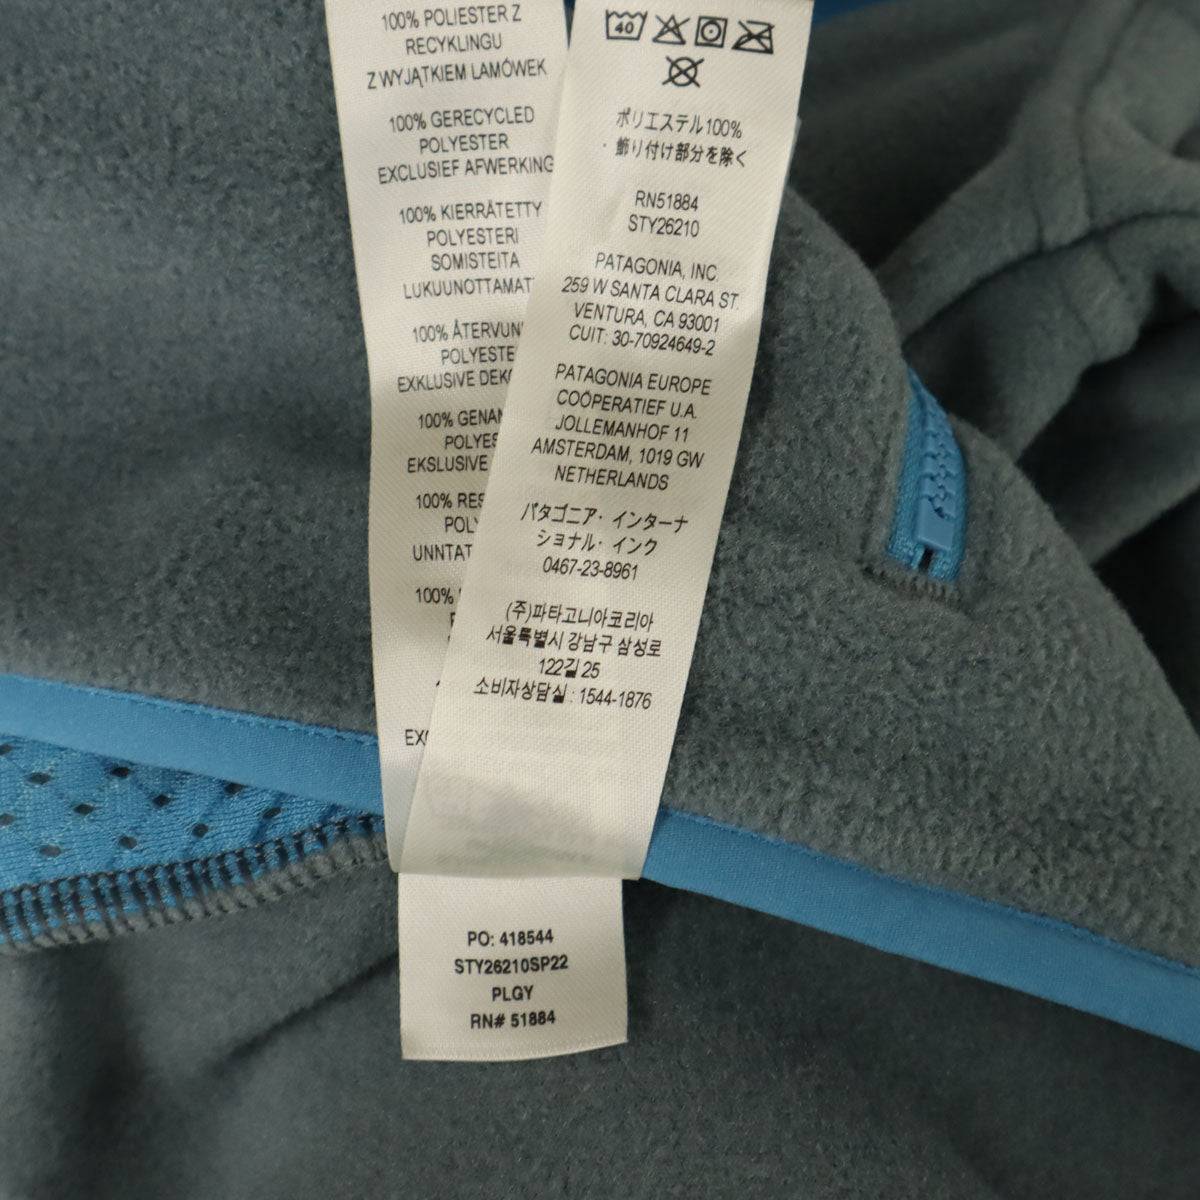 100% POLIESTER Z
RECYKLINGU
Z WYJĄTKIEM LAMÓWEK
100% GERECYCLED
POLYESTER
EXCLUSIEF AFWERKING
100% KIERRÄTETTY
POLYESTERI
SOMISTEITA
LUKUUNOTTAMAT
100% ÅTERVUN
POLYESTE
EXKLUSIVE DEK
100% GENAN
POLYES
EKSLUSIVE
100% RES
POLY
UNNTAT
100%
EXC
40
ポリエステル100%
・飾り付け部分を除く
RN51884
STY26210
PATAGONIA, INC.
259 W SANTA CLARA ST.
VENTURA, CA 93001
CUIT: 30-70924649-2
PATAGONIA EUROPE
COÖPERATIEF U.A.
JOLLEMANHOF 11
AMSTERDAM, 1019 GW
NETHERLANDS
パタゴニア・インターナ
ショナル・インク
0467-23-8961
(주)파타고니아코리아
서울특별시 강남구 삼성로
122길 25
소비자상담실 : 1544-1876
PO: 418544
STY26210SP22
PLGY
RN# 51884